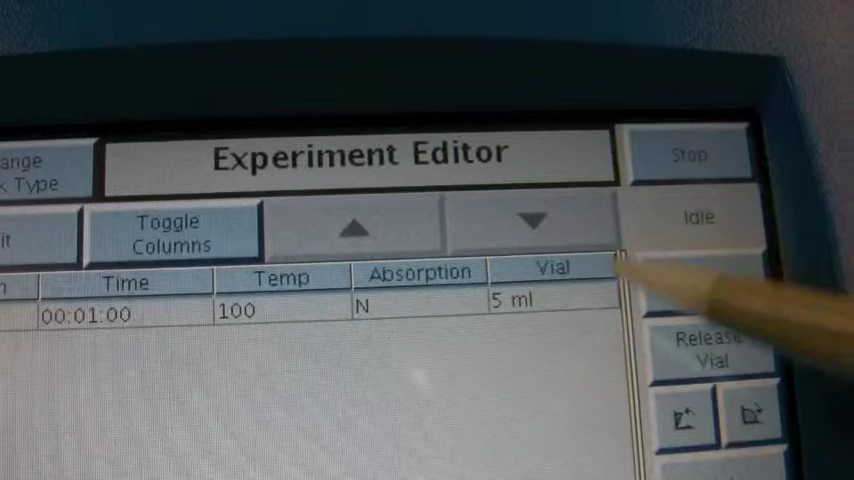 ange
Type
Experiment Editor
Stop
it
Toggle
Columns
Idle
Time
Temp
Absorption
Vial
00:01:00
100
N
5 ml
Release
Vial